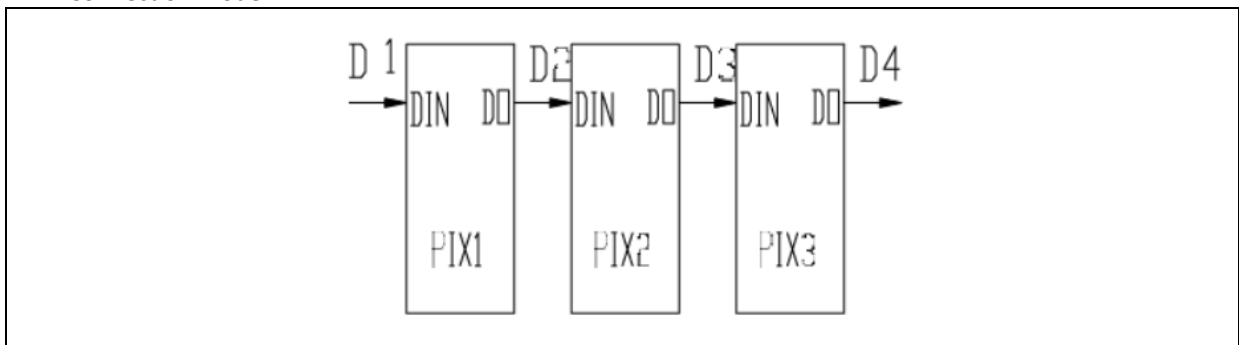 D1 D2 D3 D4
DIN DO DIN DO DIN DO
PIX1 PIX2 PIX3